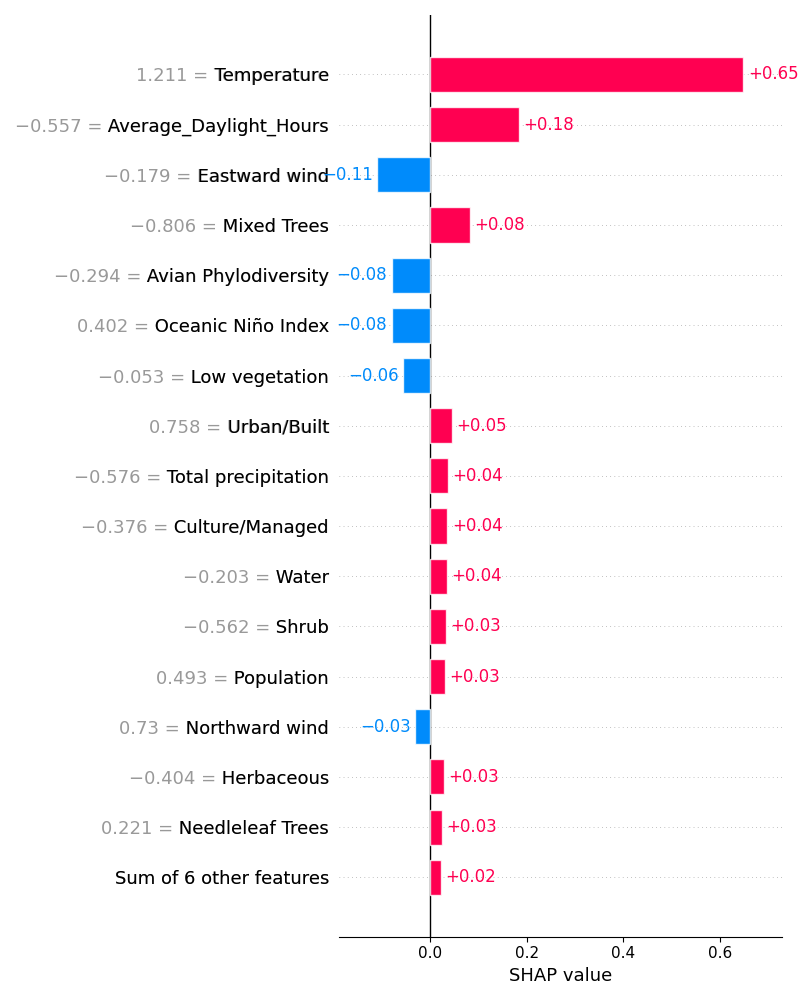 1.211 = Temperature +0.65
−0.557 = Average_Daylight_Hours +0.18
−0.179 = Eastward wind −0.11
−0.806 = Mixed Trees +0.08
−0.294 = Avian Phylodiversity −0.08
0.402 = Oceanic Niño Index −0.08
−0.053 = Low vegetation −0.06
0.758 = Urban/Built +0.05
−0.576 = Total precipitation +0.04
−0.376 = Culture/Managed +0.04
−0.203 = Water +0.04
−0.562 = Shrub +0.03
0.493 = Population +0.03
0.73 = Northward wind −0.03
−0.404 = Herbaceous +0.03
0.221 = Needleleaf Trees +0.03
Sum of 6 other features +0.02
0.0 0.2 0.4 0.6
SHAP value